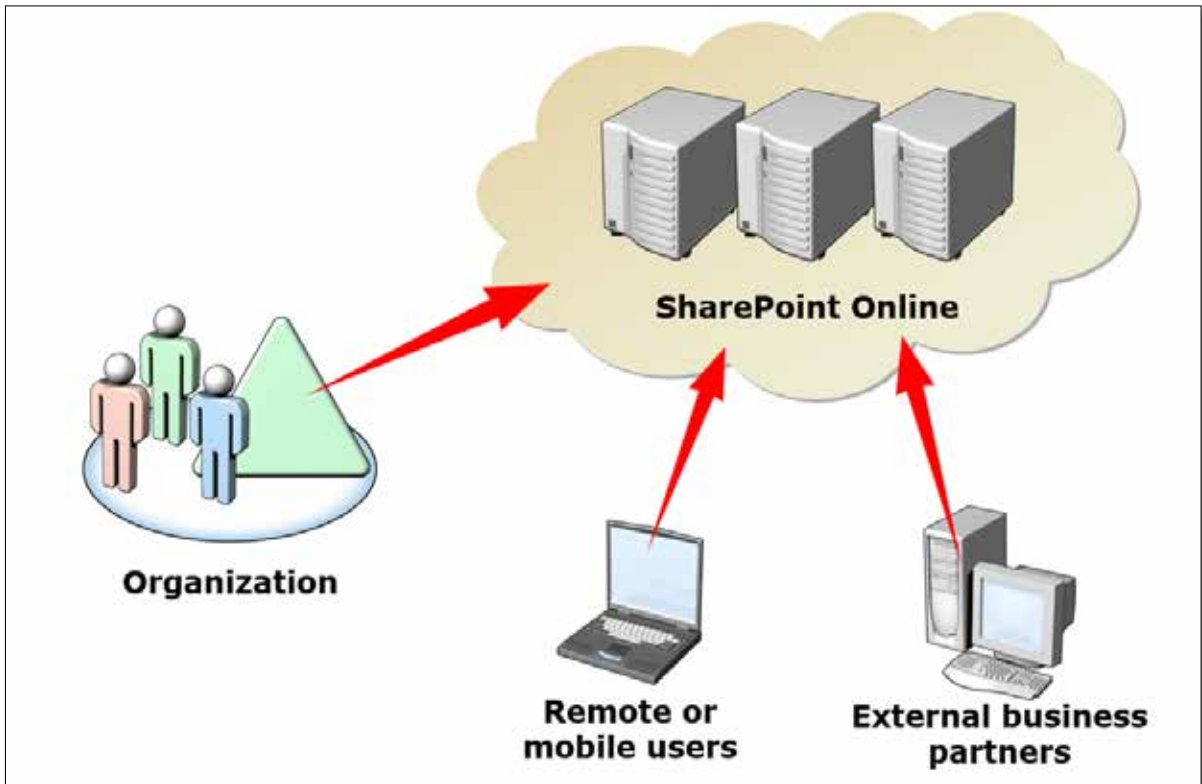 SharePoint Online
Organization
Remote or
mobile users
External business
partners